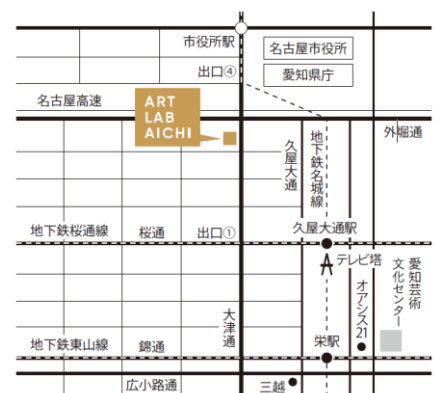 市役所駅
名古屋市役所
出口④
愛知県庁
名古屋高速
ART
LAB
AICHI
外堀通
久屋大通
地下鉄名城線
地下鉄桜通線
桜通
出口①
久屋大通駅
テレビ塔
愛知芸術
文化センター
オアシス21
大津通
地下鉄東山線
錦通
栄駅
広小路通
三越